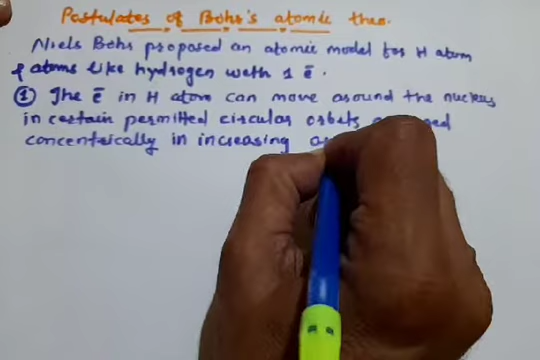 Postulates of Bohr's atomic theo.
Niels Bohr proposed an atomic model for H atom
& atoms like hydrogen with 1 ē.
① The ē in H atom can move around the nucleus
in certain permitted circular orbits
concentrically in increasing